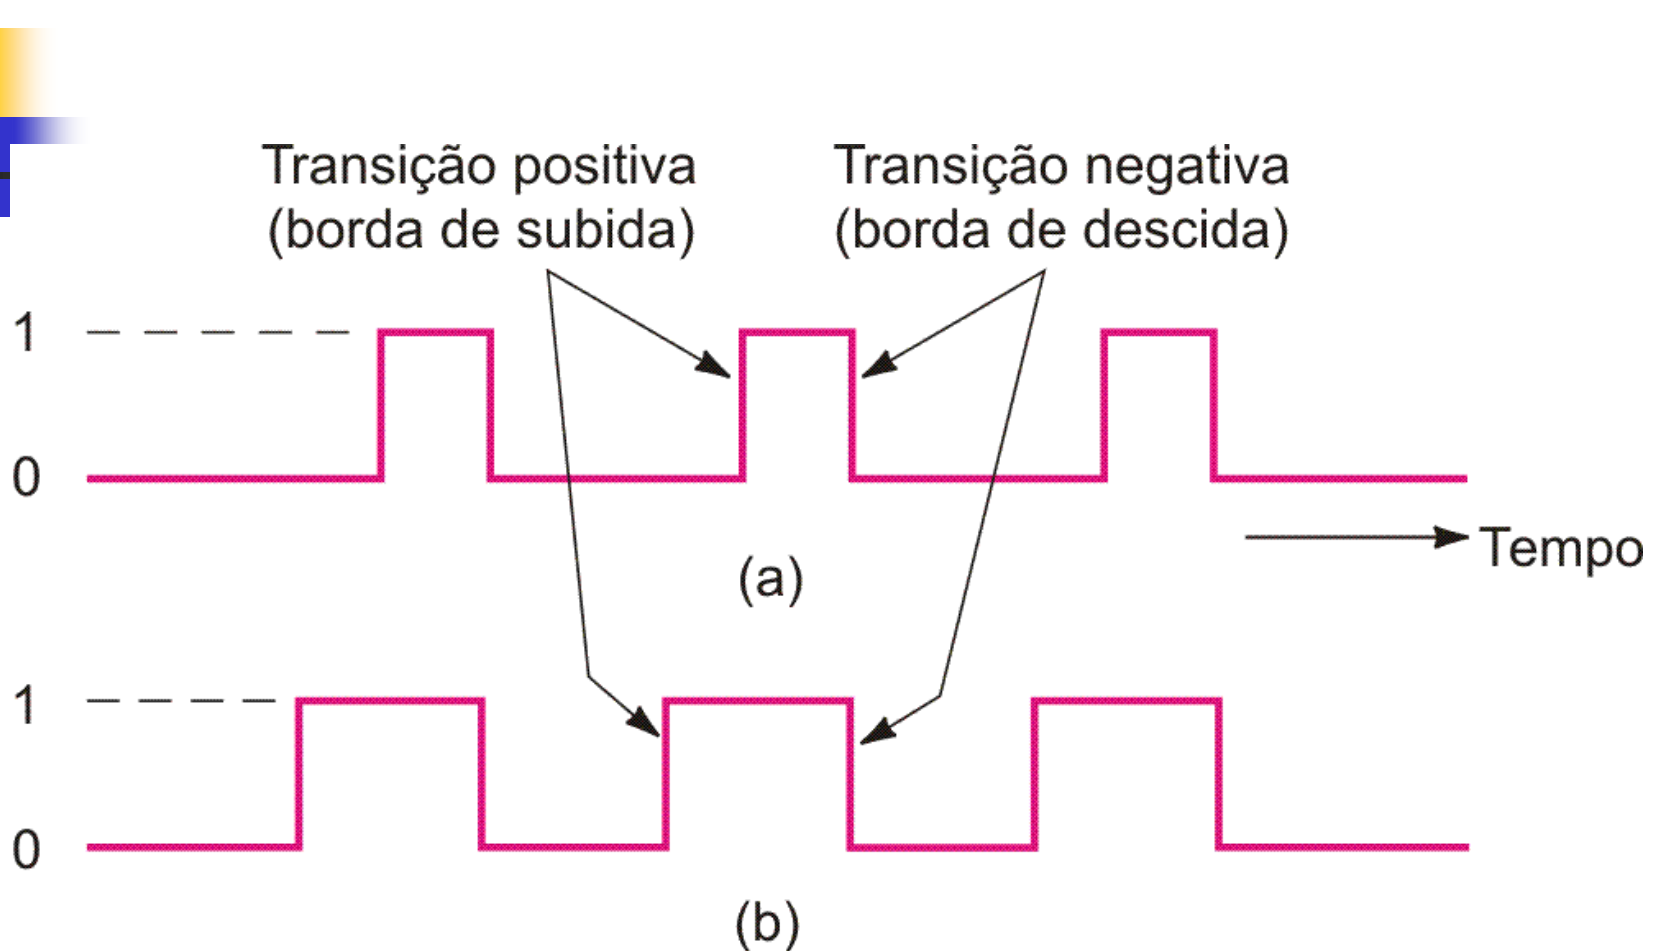 Transição positiva
(borda de subida)
Transição negativa
(borda de descida)
1
0
Tempo
(a)
1
0
(b)